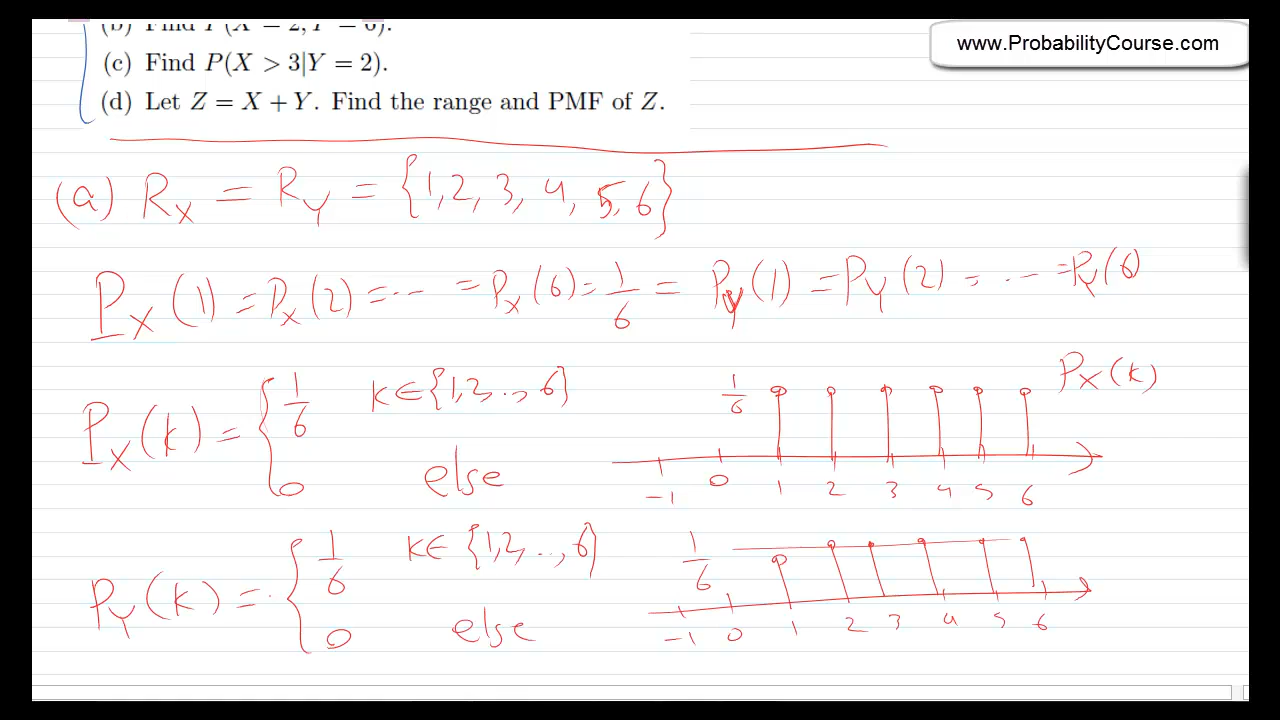 (b) Find P(X = 2, Y = 6).
www.ProbabilityCourse.com
(c) Find P(X > 3|Y = 2).
(d) Let Z = X + Y. Find the range and PMF of Z.
(a) R_X = R_Y = {1, 2, 3, 4, 5, 6}
P_X(1) = P_X(2) = ... = P_X(6) = 1/6 = P_Y(1) = P_Y(2) = ... = P_Y(6)
P_X(k) = { 1/6 k ∈ {1, 2, .., 6}
0 else
1/6 P_X(k)
-1 0 1 2 3 4 5 6
P_Y(k) = { 1/6 k ∈ {1, 2, ..., 6}
0 else
1/6
-1 0 1 2 3 4 5 6